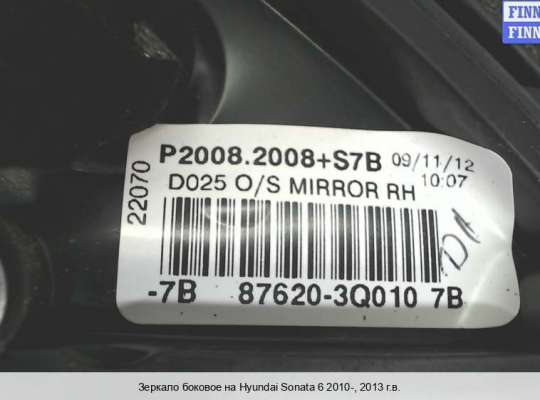 FINN
FINN
P2008.2008+S7B 09/11/12
10:07
D025 O/S MIRROR RH
22070
-7B 87620-3Q010 7B
Зеркало боковое на Hyundai Sonata 6 2010-, 2013 г.в.